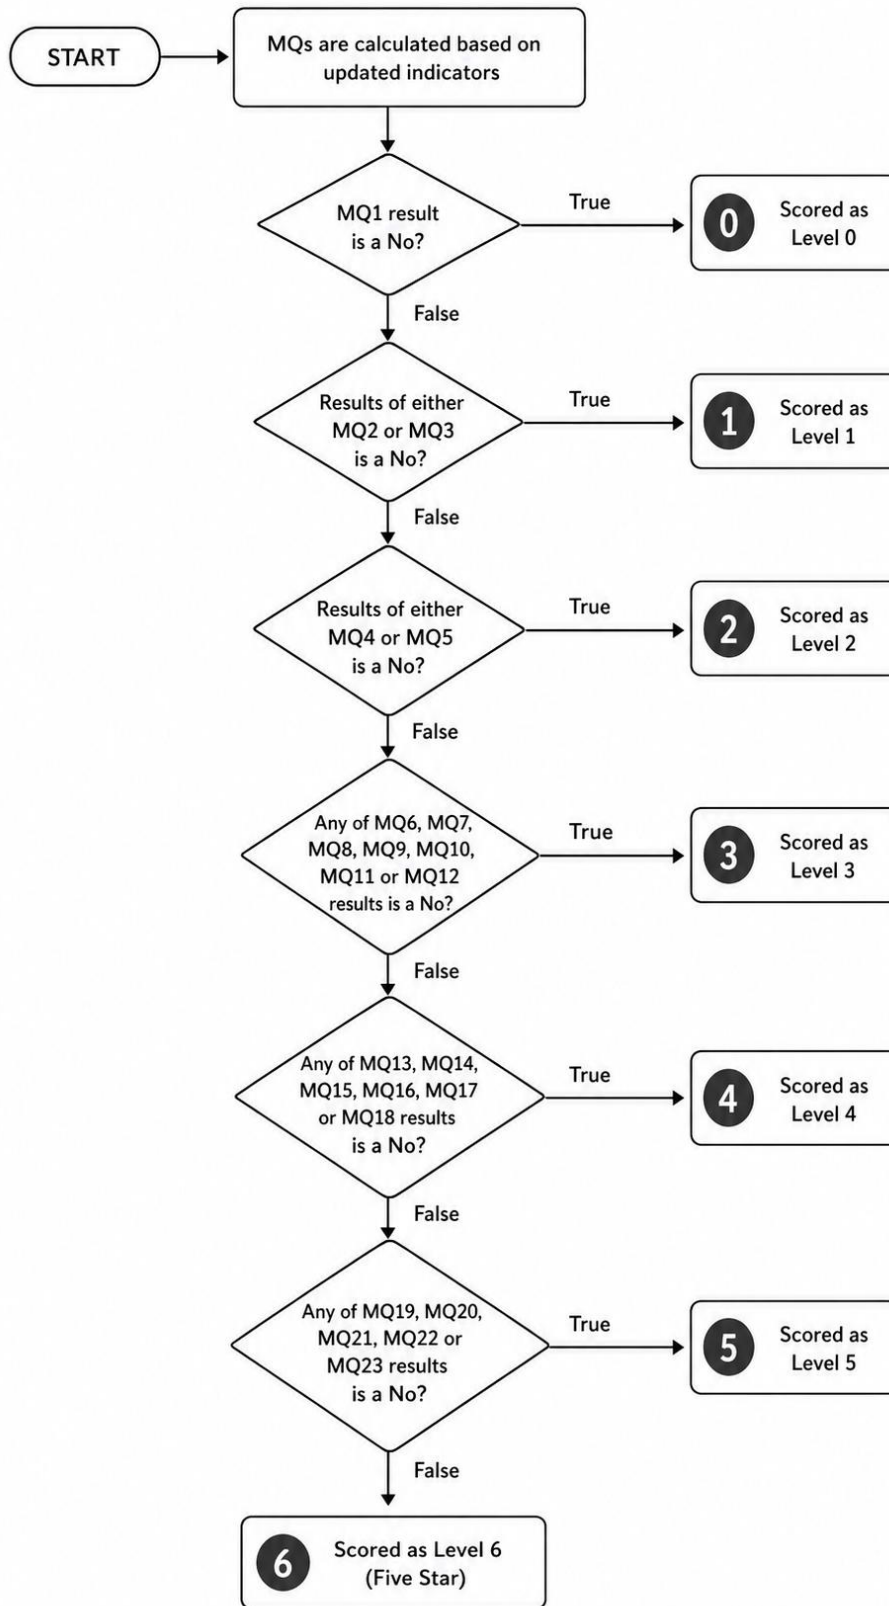 START
MQs are calculated based on
updated indicators
MQ1 result
is a No?
True
0
Scored as
Level 0
False
Results of either
MQ2 or MQ3
is a No?
True
1
Scored as
Level 1
False
Results of either
MQ4 or MQ5
is a No?
True
2
Scored as
Level 2
False
Any of MQ6, MQ7,
MQ8, MQ9, MQ10,
MQ11 or MQ12
results is a No?
True
3
Scored as
Level 3
False
Any of MQ13, MQ14,
MQ15, MQ16, MQ17
or MQ18 results
is a No?
True
4
Scored as
Level 4
False
Any of MQ19, MQ20,
MQ21, MQ22 or
MQ23 results
is a No?
True
5
Scored as
Level 5
False
6
Scored as Level 6
(Five Star)